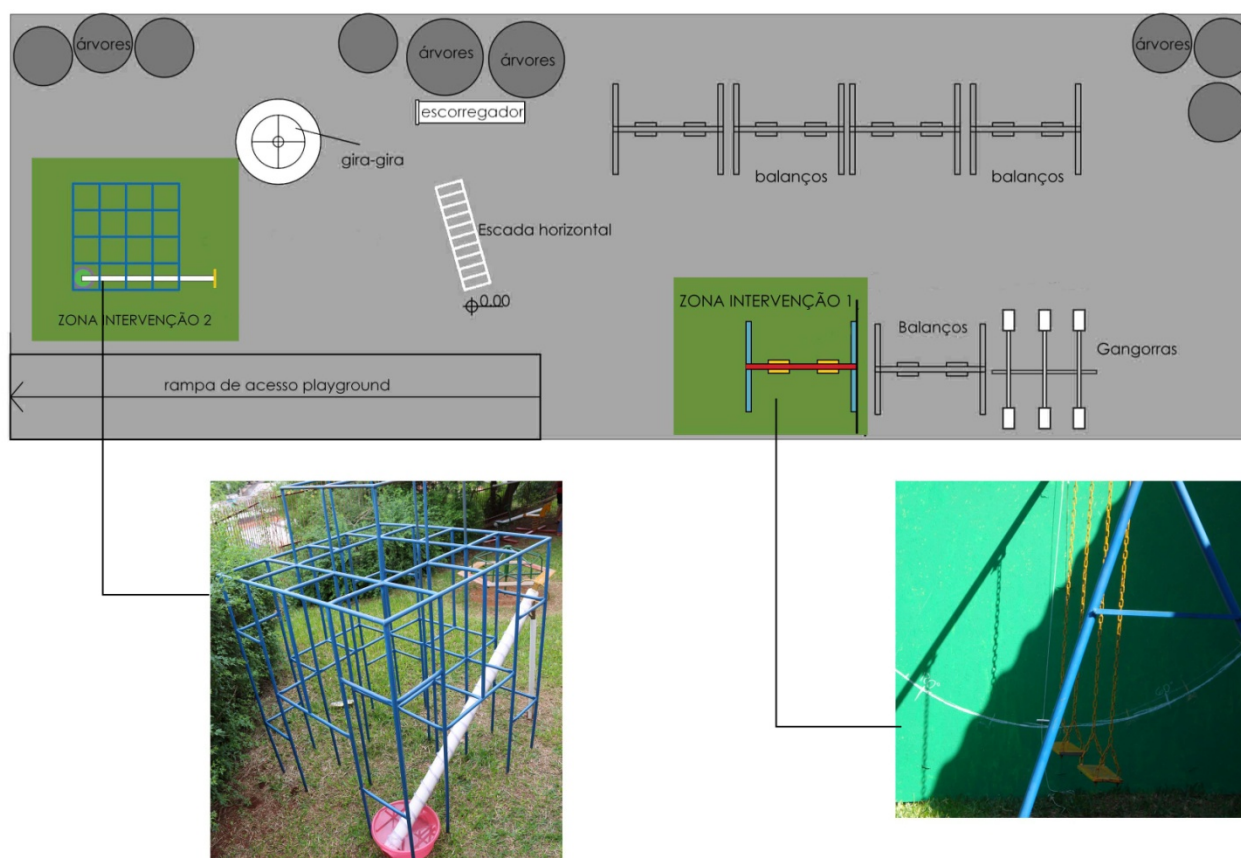 árvores
árvores
árvores
árvores
escorregador
gira-gira
balanços
balanços
Escada horizontal
0.00
ZONA INTERVENÇÃO 2
ZONA INTERVENÇÃO 1
Balanços
Gangorras
rampa de acesso playground